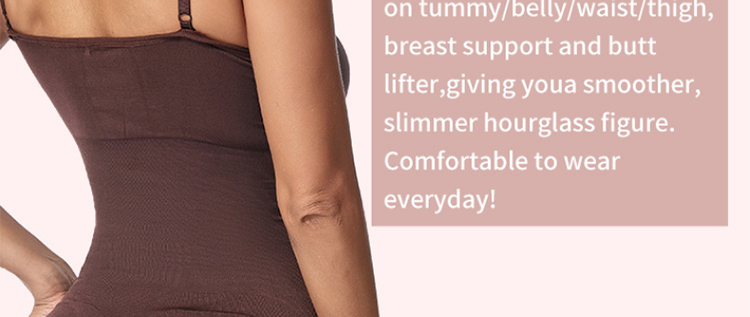 on tummy/belly/waist/thigh,
breast support and butt
lifter,giving youa smoother,
slimmer hourglass figure.
Comfortable to wear
everyday!